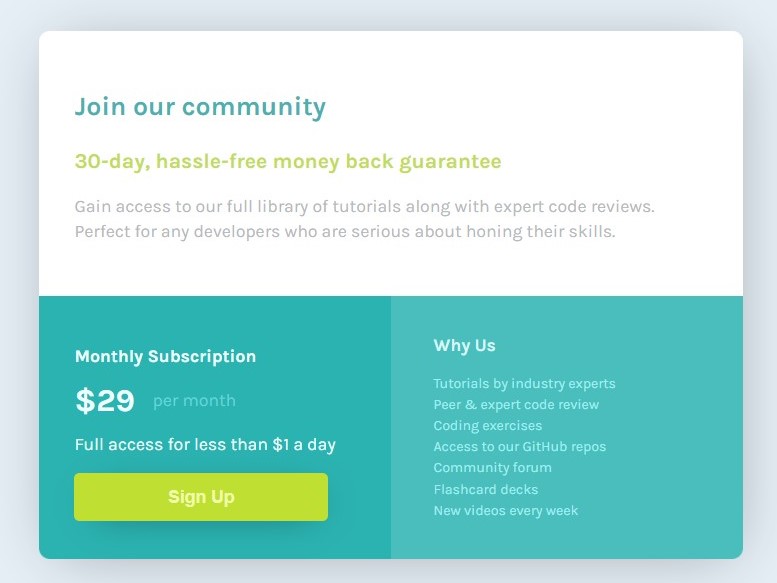 Join our community
30-day, hassle-free money back guarantee
Gain access to our full library of tutorials along with expert code reviews.
Perfect for any developers who are serious about honing their skills.
Monthly Subscription
$29 per month
Full access for less than $1 a day
Sign Up
Why Us
Tutorials by industry experts
Peer & expert code review
Coding exercises
Access to our GitHub repos
Community forum
Flashcard decks
New videos every week